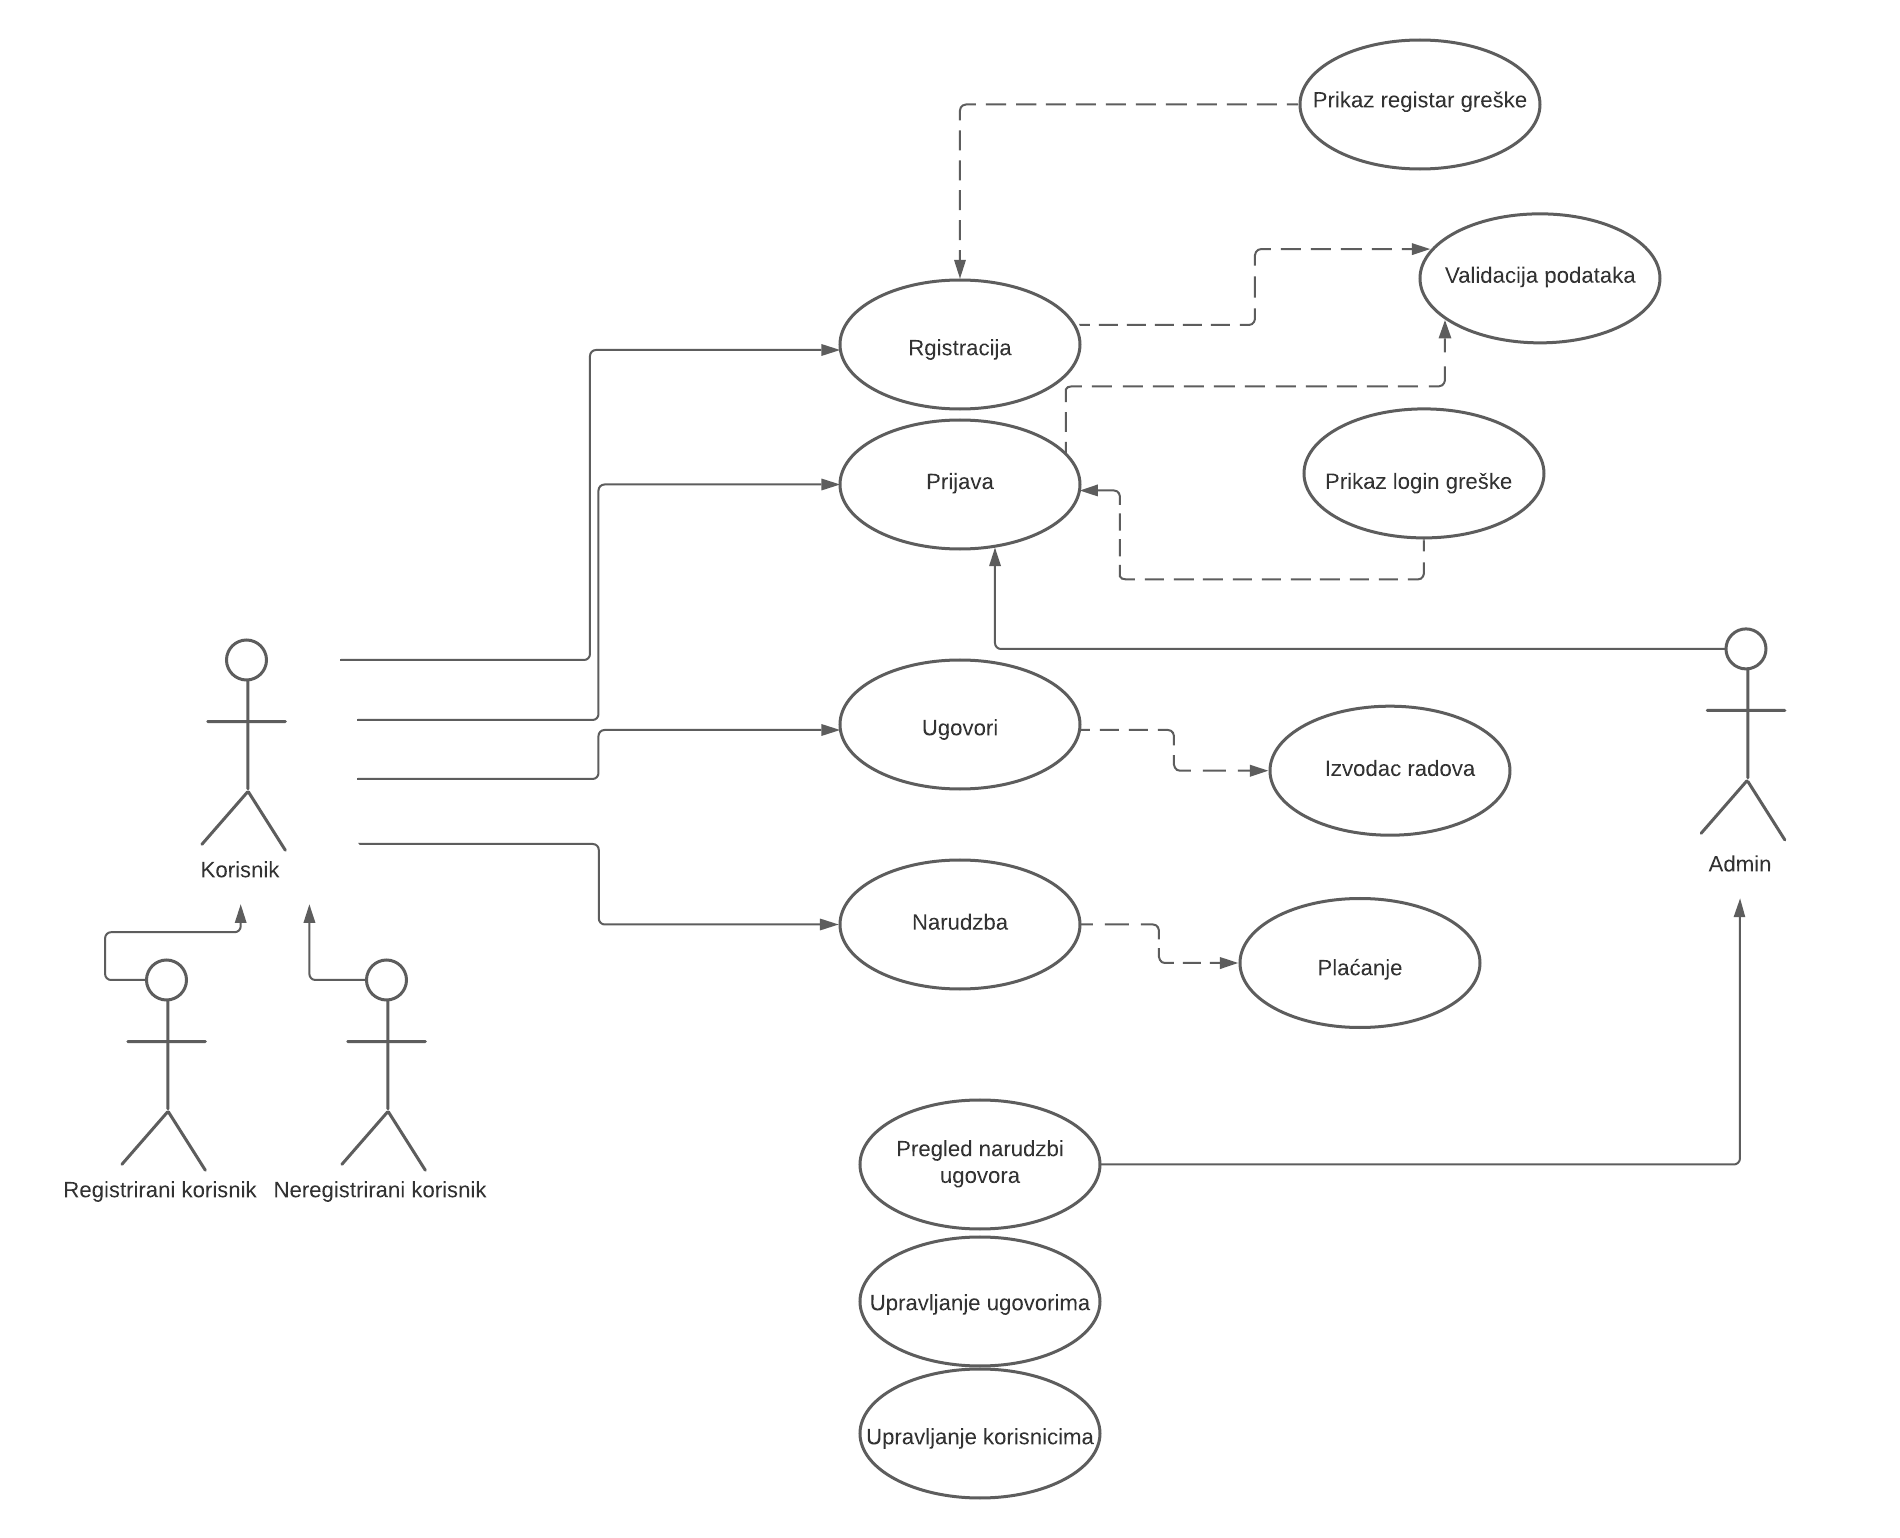 Prikaz registar greške
Validacija podataka
Rgistracija
Prijava
Prikaz login greške
Ugovori
Izvodac radova
Korisnik
Admin
Narudzba
Plaćanje
Pregled narudzbi
ugovora
Registrirani korisnik
Neregistrirani korisnik
Upravljanje ugovorima
Upravljanje korisnicima